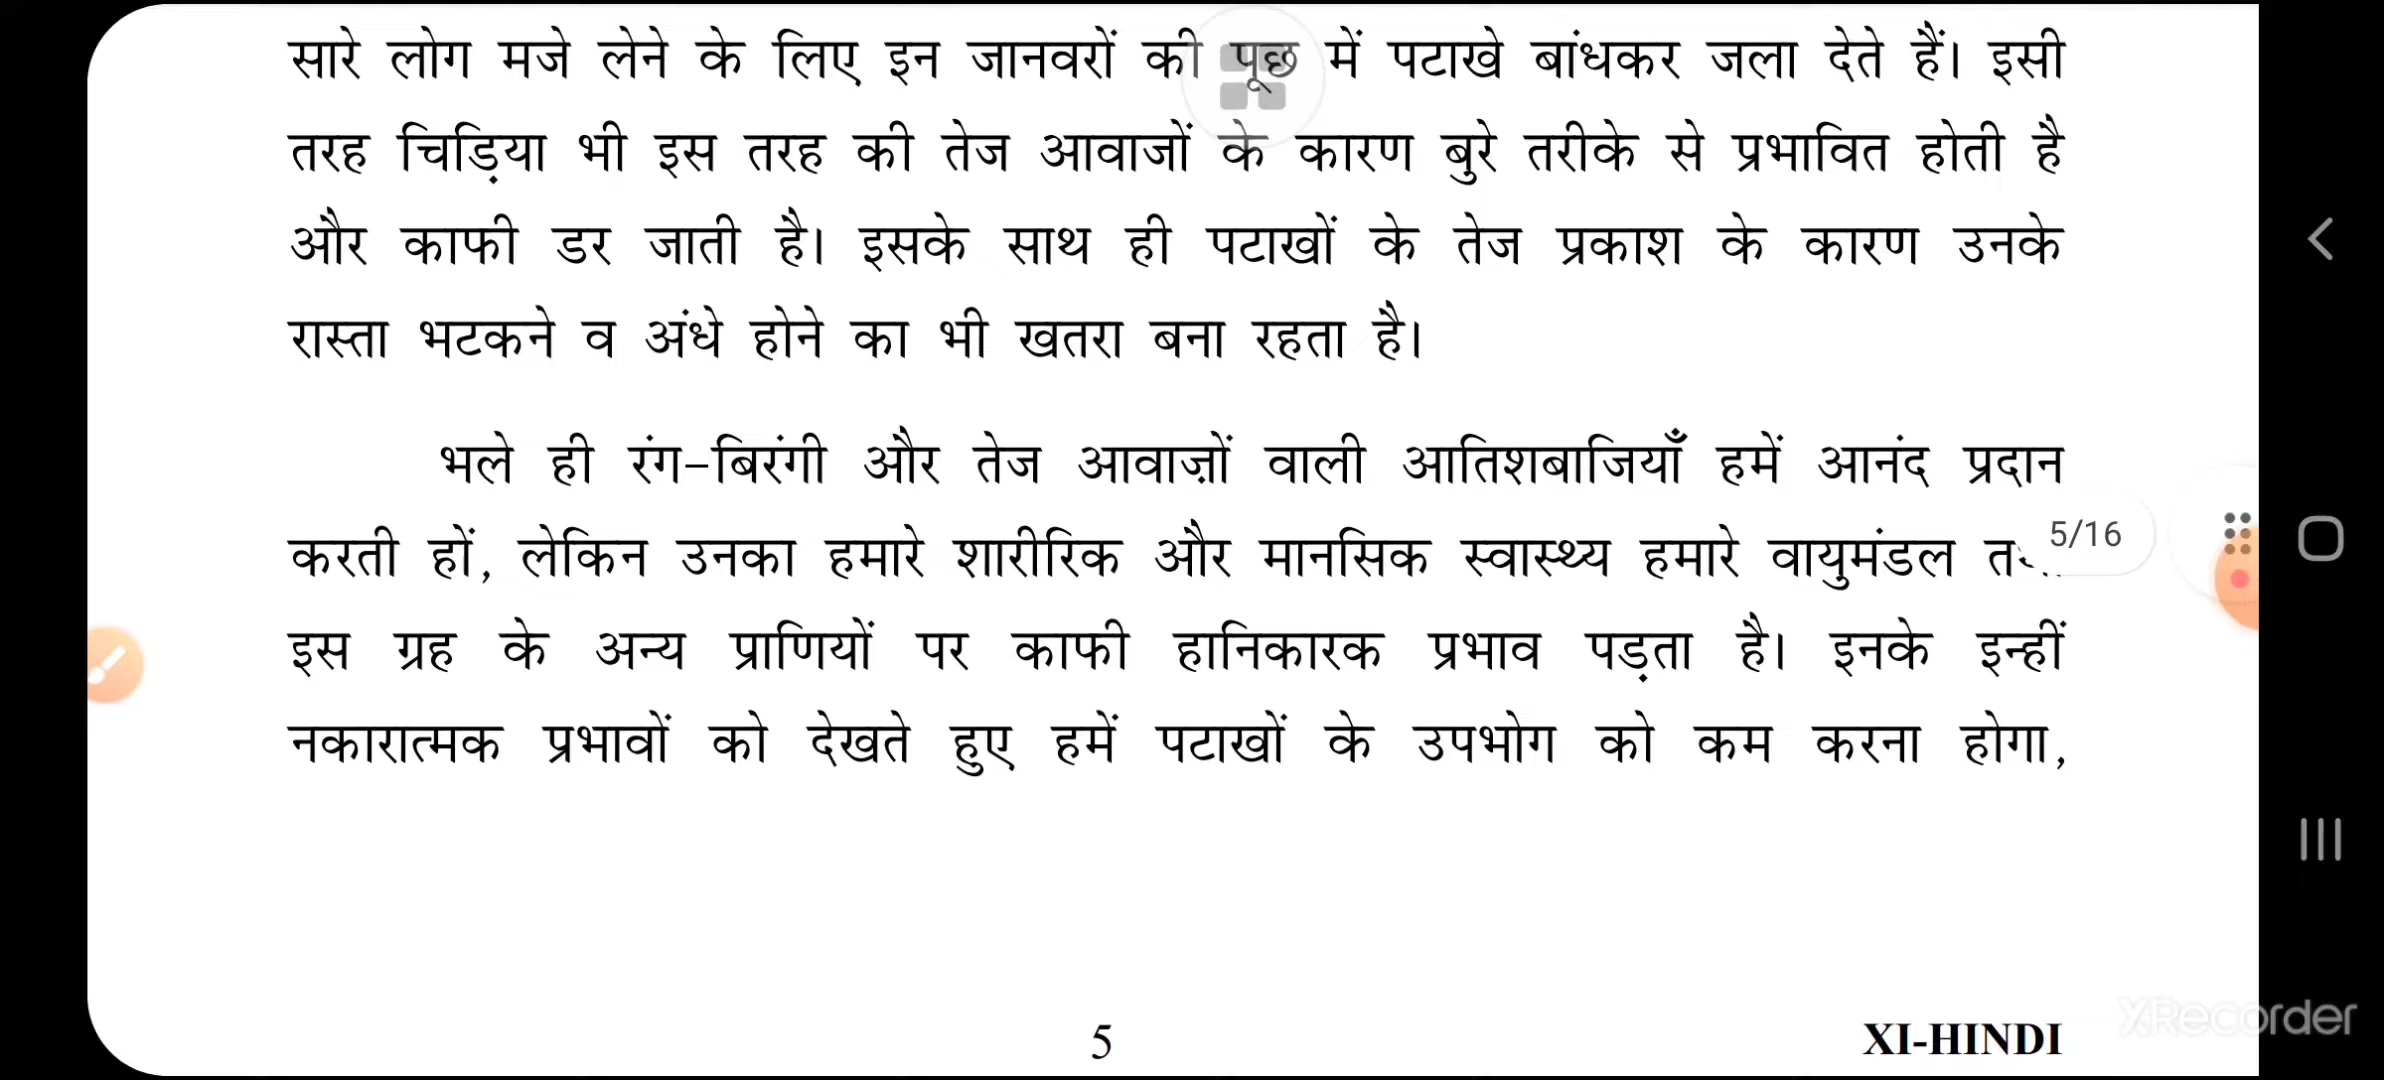 सारे लोग मजे लेने के लिए इन जानवरों की पूछ में पटाखे बांधकर जला देते हैं। इसी
तरह चिड़िया भी इस तरह की तेज आवाजों के कारण बुरे तरीके से प्रभावित होती है
और काफी डर जाती है। इसके साथ ही पटाखों के तेज प्रकाश के कारण उनके
रास्ता भटकने व अंधे होने का भी खतरा बना रहता है।
भले ही रंग-बिरंगी और तेज आवाज़ों वाली आतिशबाजियाँ हमें आनंद प्रदान
करती हों, लेकिन उनका हमारे शारीरिक और मानसिक स्वास्थ्य हमारे वायुमंडल
5/16
इस ग्रह के अन्य प्राणियों पर काफी हानिकारक प्रभाव पड़ता है। इनके इन्हीं
नकारात्मक प्रभावों को देखते हुए हमें पटाखों के उपभोग को कम करना होगा,
5
XI-HINDI
XRecorder